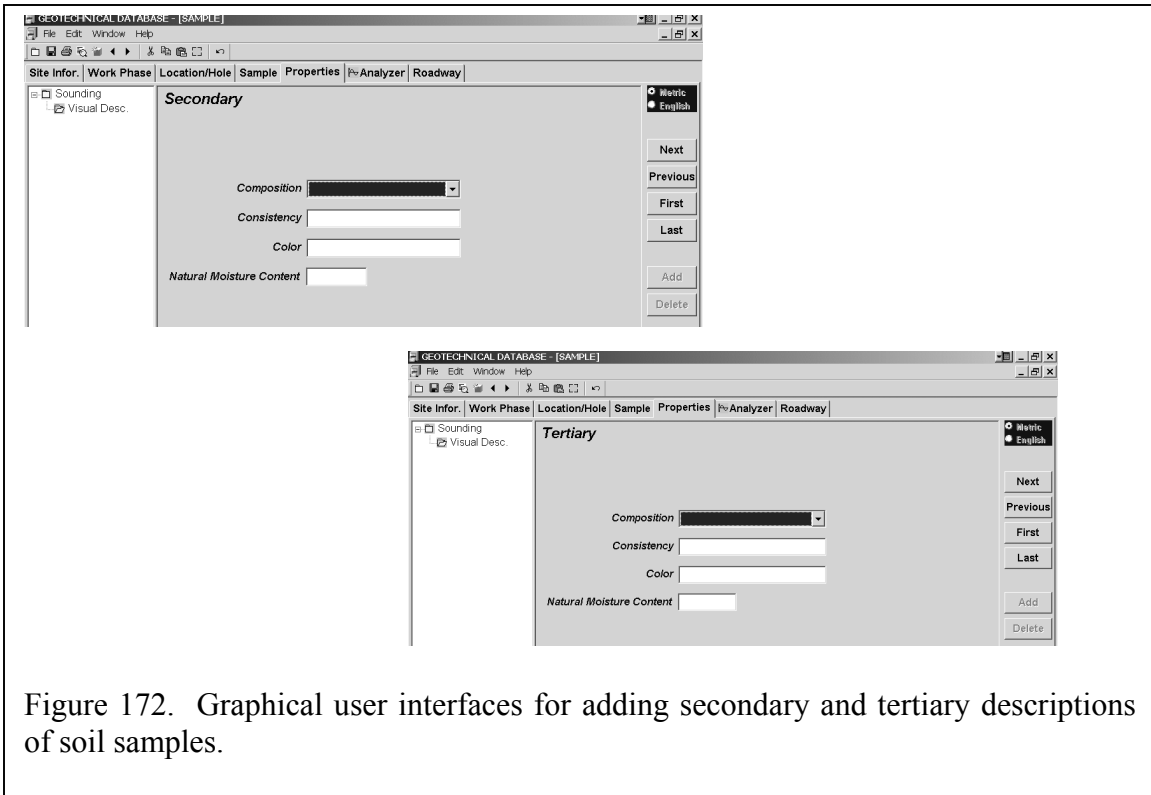 GEOTECHNICAL DATABASE - [SAMPLE]
File Edit Window Help
Site Infor. Work Phase Location/Hole Sample Properties Analyzer Roadway
Sounding
Visual Desc.
Secondary
Metric
English
Next
Previous
First
Last
Add
Delete
Composition
Consistency
Color
Natural Moisture Content
GEOTECHNICAL DATABASE - [SAMPLE]
File Edit Window Help
Site Infor. Work Phase Location/Hole Sample Properties Analyzer Roadway
Sounding
Visual Desc.
Tertiary
Metric
English
Next
Previous
First
Last
Add
Delete
Composition
Consistency
Color
Natural Moisture Content
Figure 172. Graphical user interfaces for adding secondary and tertiary descriptions
of soil samples.